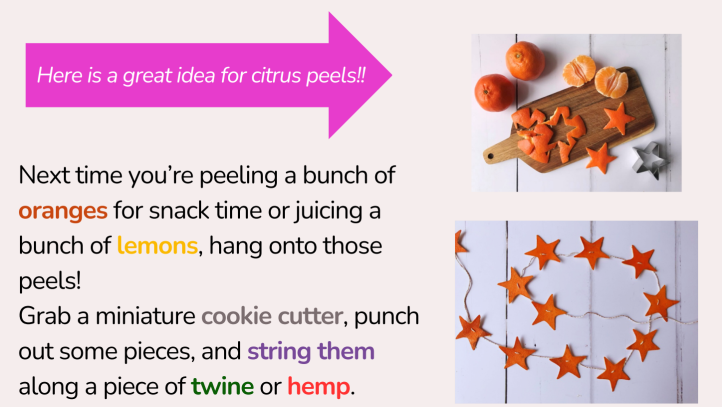 Here is a great idea for citrus peels!!
Next time you’re peeling a bunch of
oranges for snack time or juicing a
bunch of lemons, hang onto those
peels!
Grab a miniature cookie cutter, punch
out some pieces, and string them
along a piece of twine or hemp.